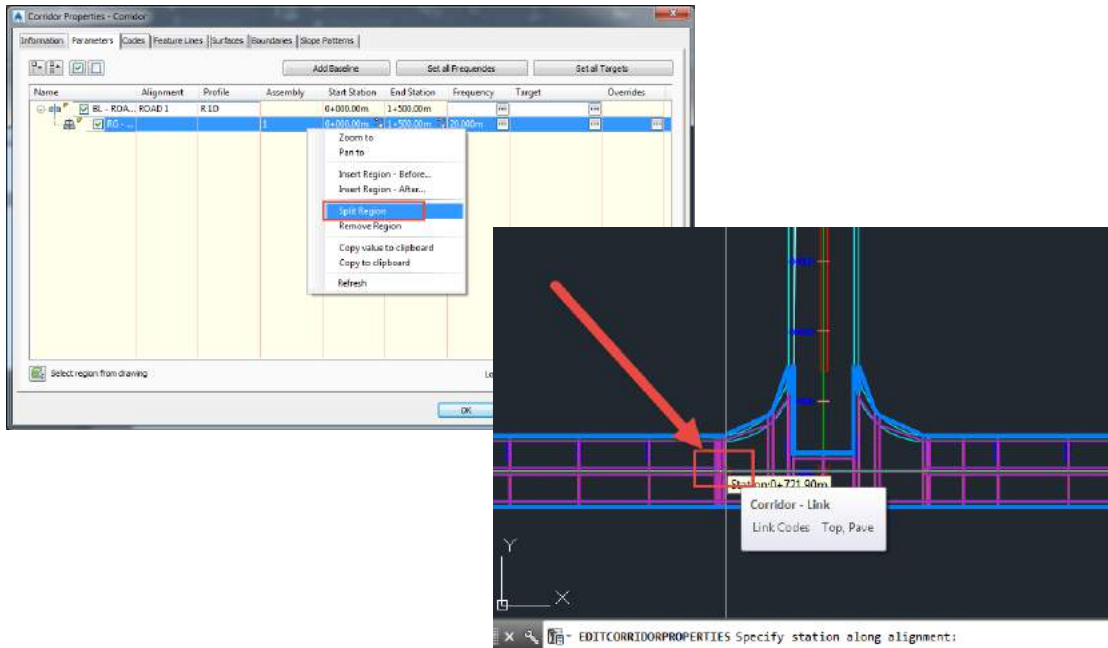 Corridor Properties - Corridor
Information Parameters Codes Feature Lines Surfaces Boundaries Slope Patterns
Add Baseline Set all Frequencies Set all Targets
Name Alignment Profile Assembly Start Station End Station Frequency Target Overrides
BL - ROA... ROAD 1 0+000.00m 1+500.00m
RG - ... 1 0+000.00m 1+500.00m 20.000m
Zoom to
Pan to
Insert Region - Before...
Insert Region - After...
Split Region
Remove Region
Copy value to clipboard
Copy to clipboard
Refresh
Select region from drawing
OK
Station:0+721.90m
Corridor - Link
Link Codes Top, Pave
Y
X
EDITCORRIDORPROPERTIES Specify station along alignment: